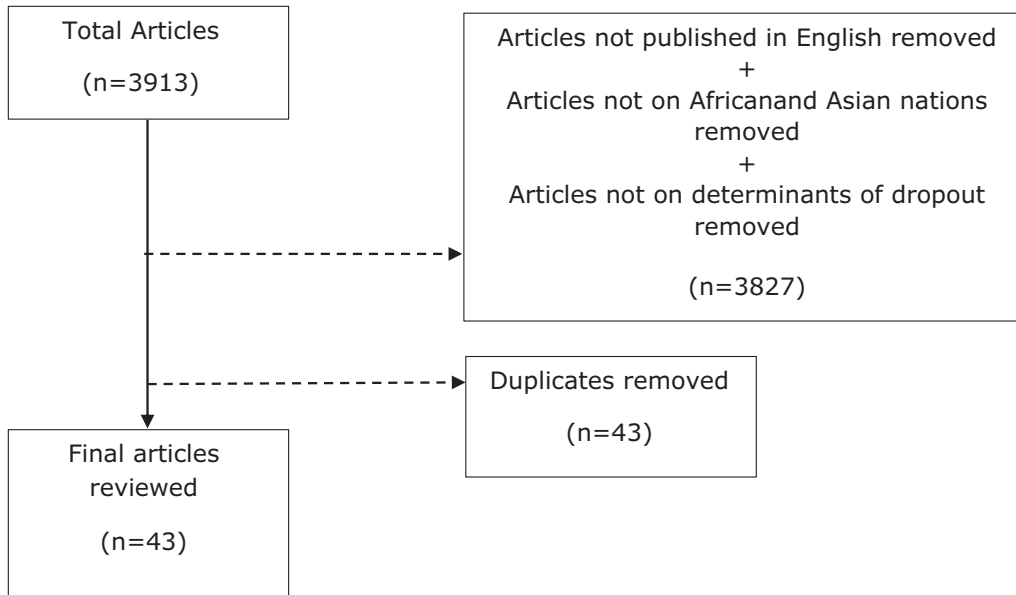 Total Articles
(n=3913)
Articles not published in English removed
+
Articles not on Africanand Asian nations
removed
+
Articles not on determinants of dropout
removed
(n=3827)
Duplicates removed
(n=43)
Final articles
reviewed
(n=43)